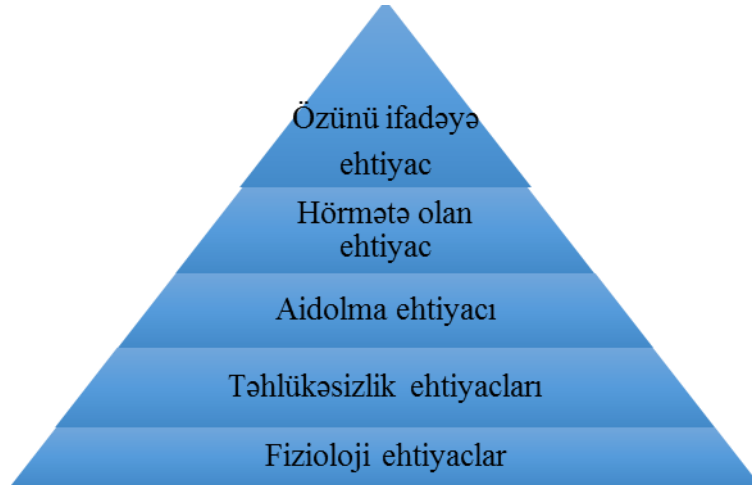 Özünü ifadəyə
ehtiyac
Hörmətə olan
ehtiyac
Aidolma ehtiyacı
Təhlükəsizlik ehtiyacları
Fizioloji ehtiyaclar